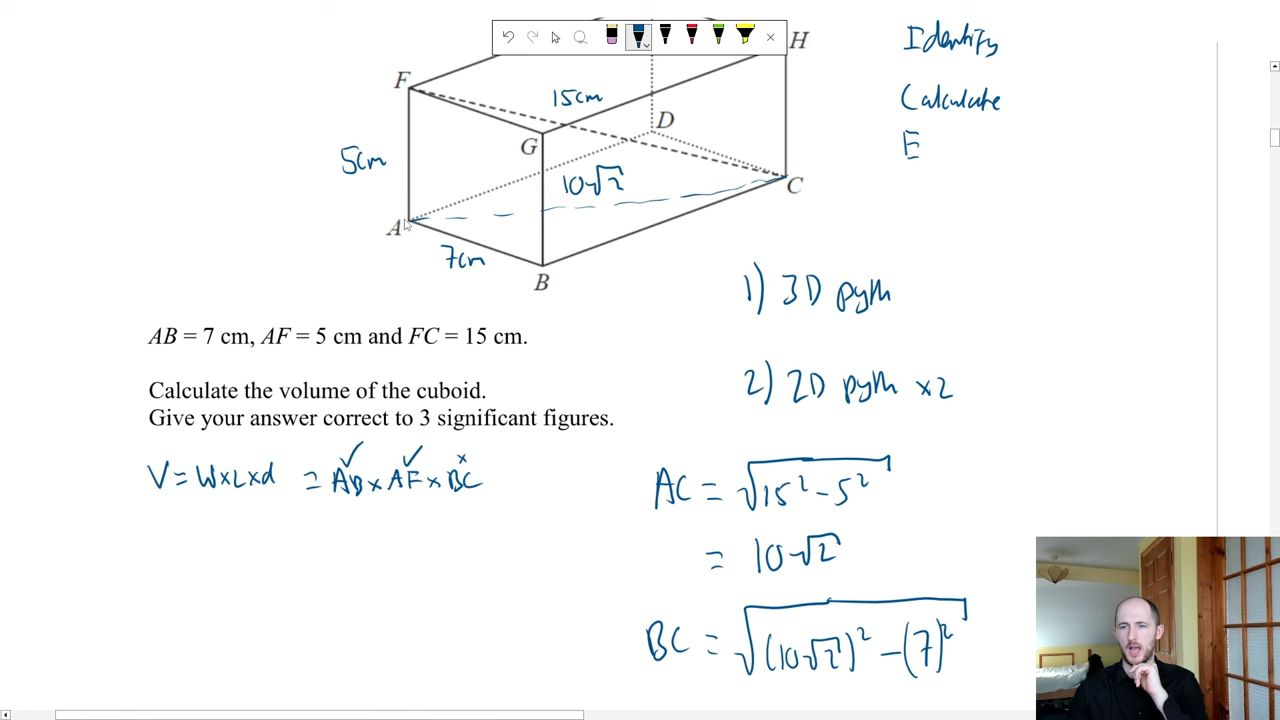 H
Identify
F
15cm
Calculate
D
E
G
5cm
10√2
C
A
7cm
B
1) 3D pyth
AB = 7 cm, AF = 5 cm and FC = 15 cm.
2) 2D pyth ×2
Calculate the volume of the cuboid.
Give your answer correct to 3 significant figures.
V = W×L×d = AB × AF × BC
✓ ✓ ×
AC = √15² − 5²
= 10√2
BC = √(10√2)² − (7)²